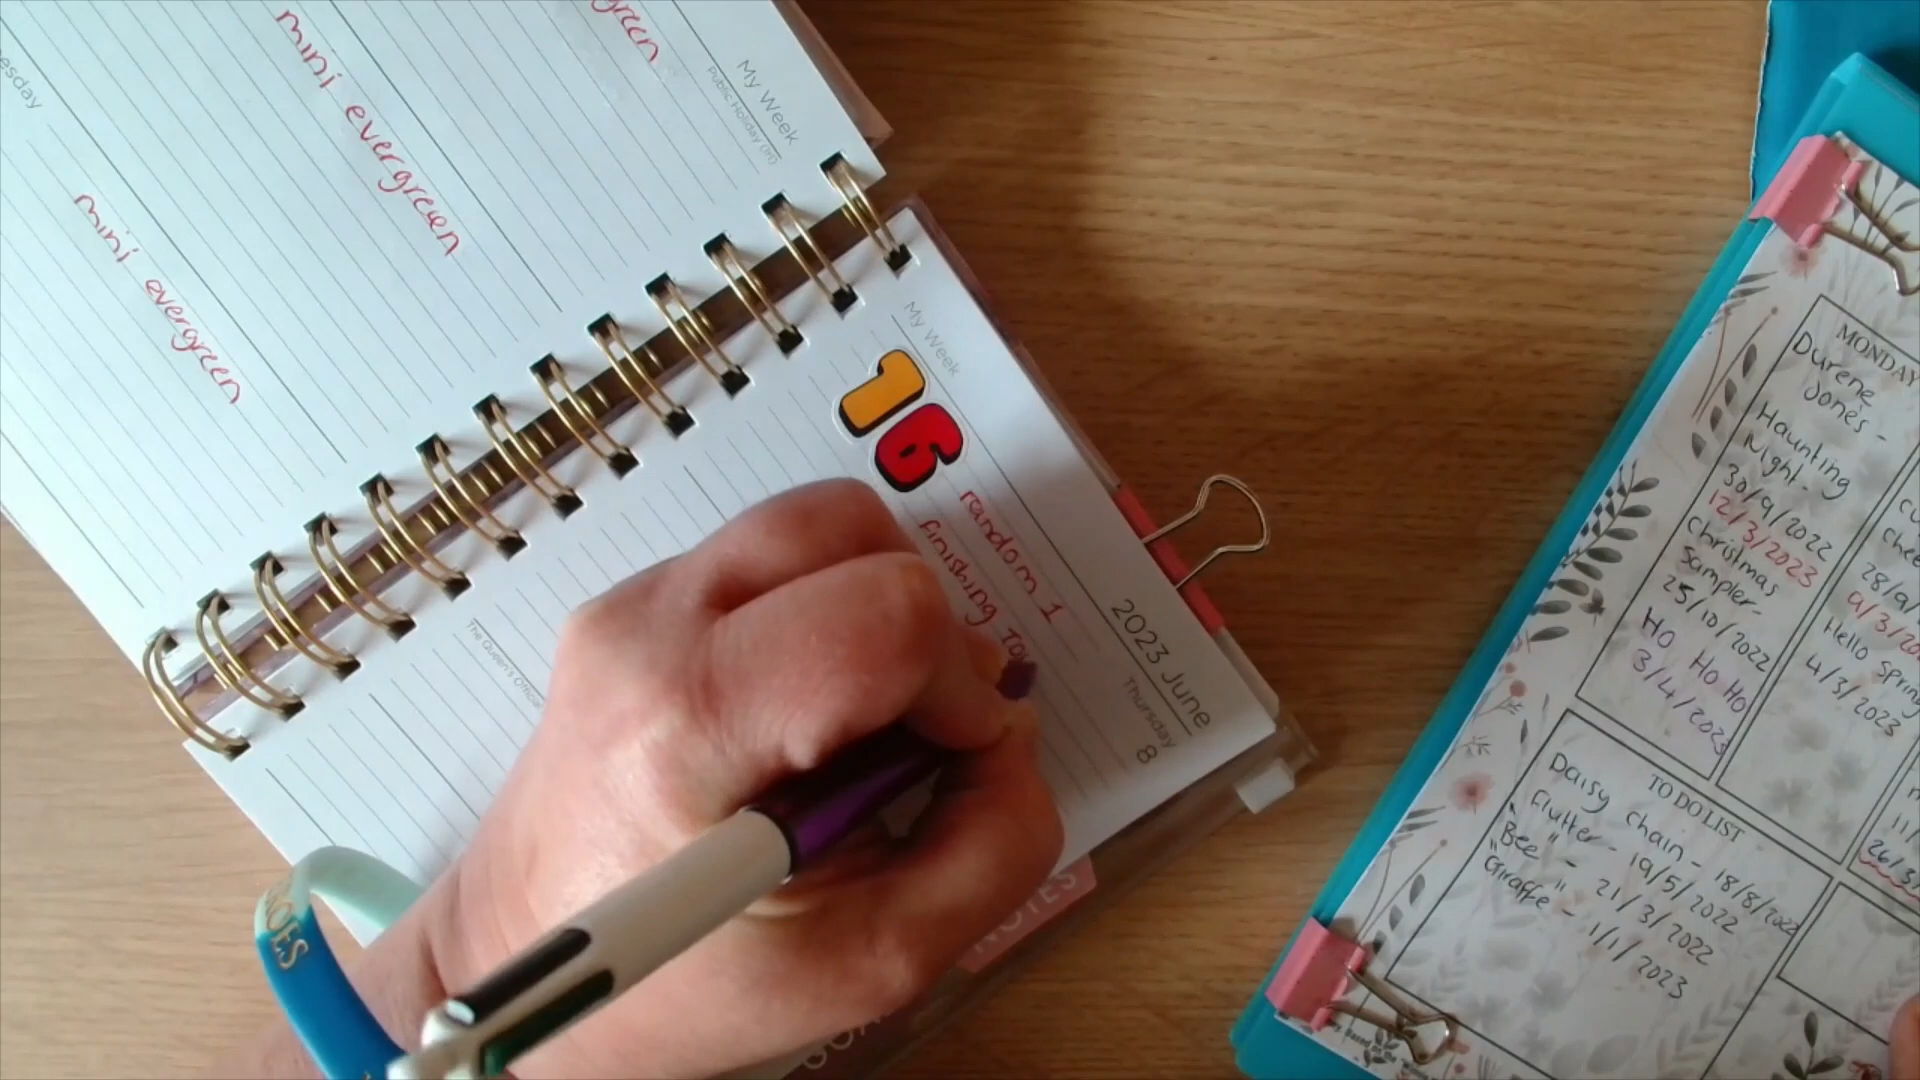 green
My Week
Public Holiday (IRI)
mini evergreen
mini evergreen
My Week
16
random 1
finishing
2023 June
Thursday
8
The Queen's
NOTES
MONDAY
Durene
Jones -
Haunting
Night -
30/9/2022
12/3/2023
Christmas
Sampler -
25/10/2022
HO Ho Ho
3/4/2023
28/9/
Hello Spring
4/3/2023
TO DO LIST
Daisy Chain - 18/8/2022
Flutter - 19/5/2022
"Bee" - 21/3/2022
"Giraffe" - 1/1/2023